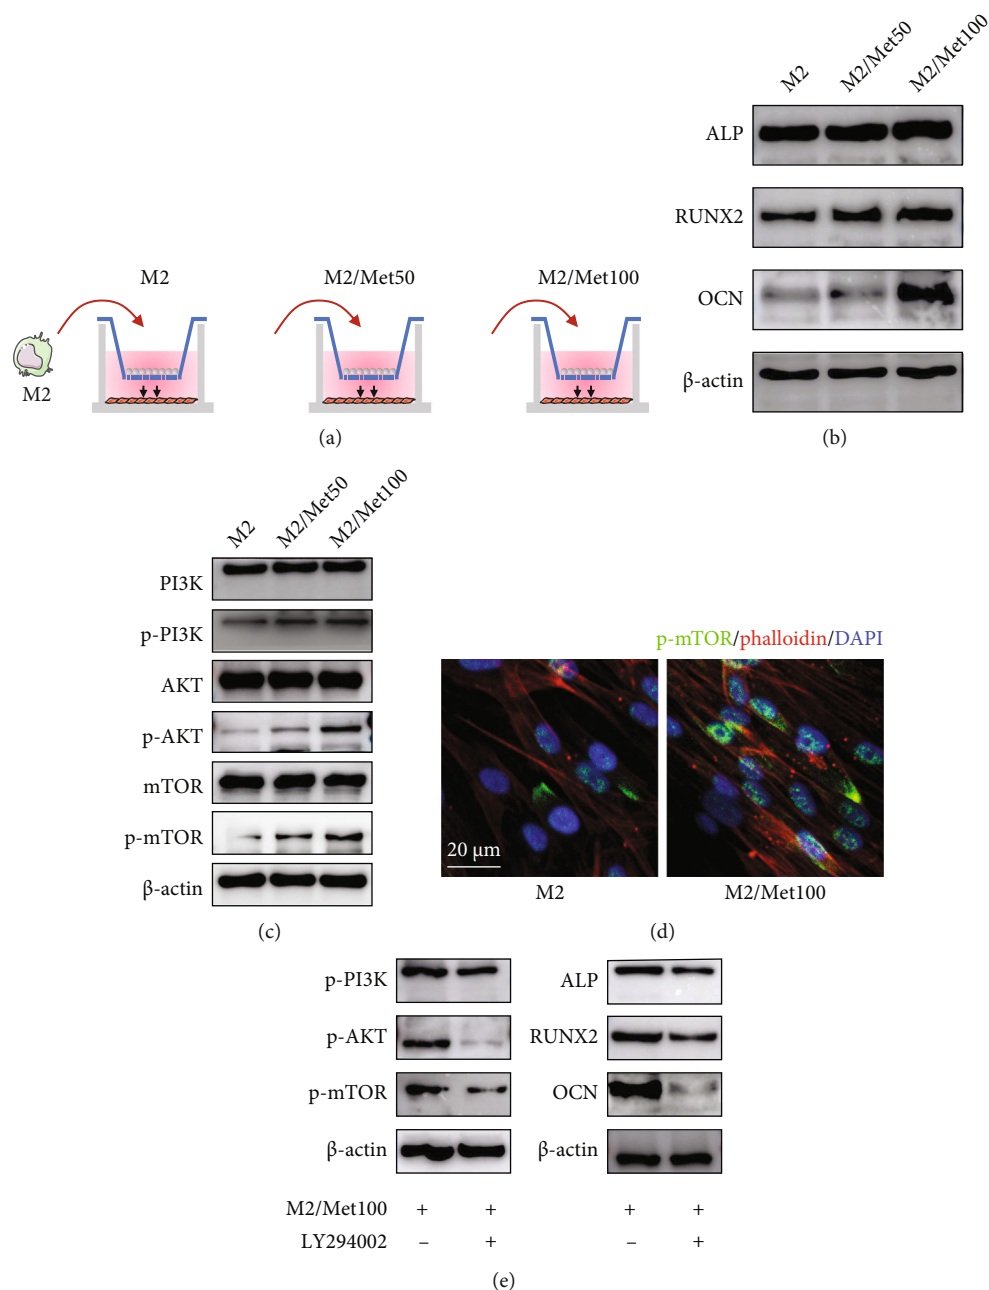 M2 M2/Met50 M2/Met100
M2
(a)
M2 M2/Met50 M2/Met100
ALP
RUNX2
OCN
β-actin
(b)
M2 M2/Met50 M2/Met100
PI3K
p-PI3K
AKT
p-AKT
mTOR
p-mTOR
β-actin
(c)
p-mTOR/phalloidin/DAPI
20 μm
M2 M2/Met100
(d)
p-PI3K
p-AKT
p-mTOR
β-actin
ALP
RUNX2
OCN
β-actin
M2/Met100 + + + +
LY294002 – + – +
(e)